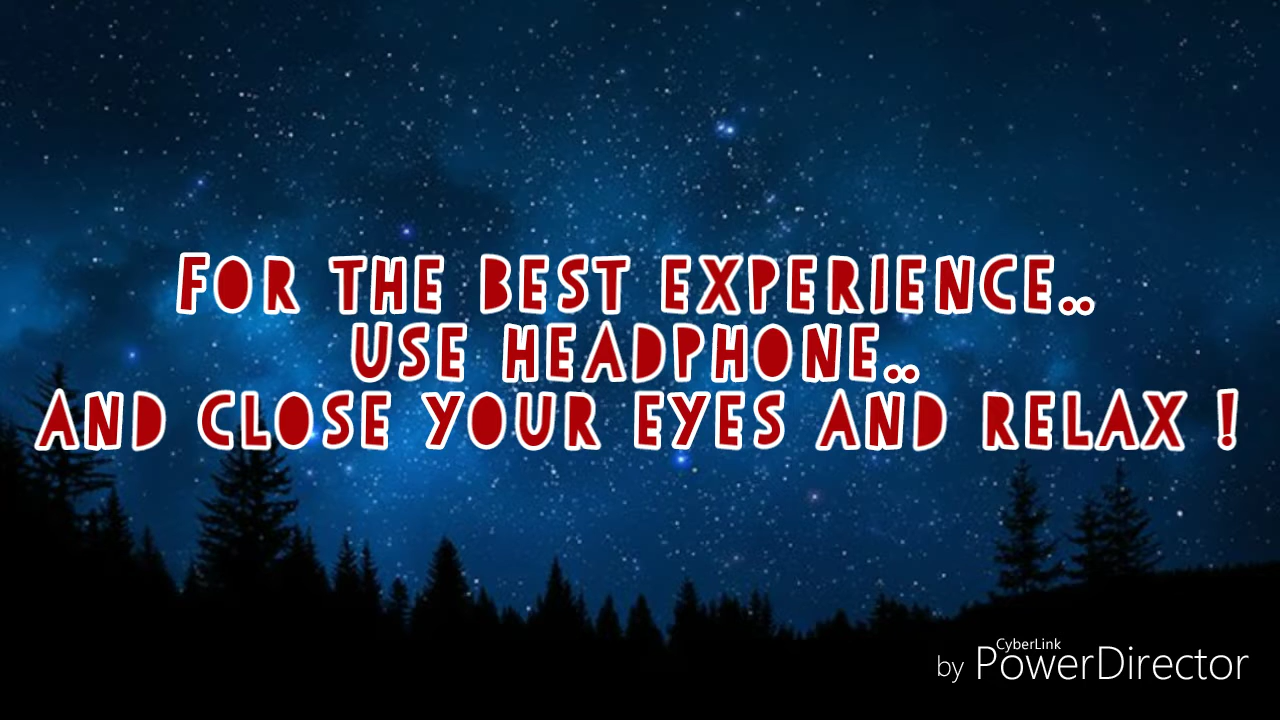 FOR THE BEST EXPERIENCE..
USE HEADPHONE..
AND CLOSE YOUR EYES AND RELAX !
CyberLink
by PowerDirector